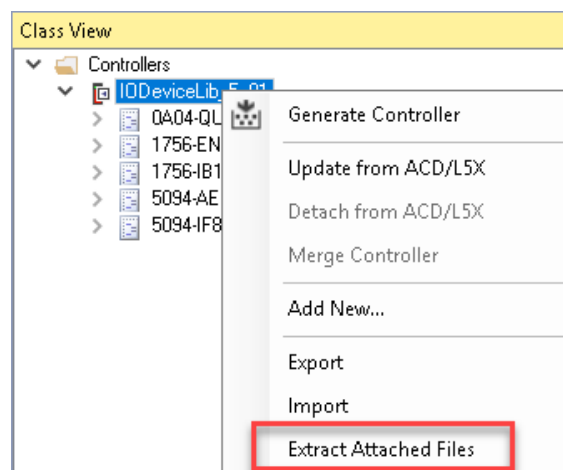 Class View
Controllers
IODeviceLib_5_01
0A04-QU
1756-EN
1756-IB1
5094-AE
5094-IF8
Generate Controller
Update from ACD/L5X
Detach from ACD/L5X
Merge Controller
Add New...
Export
Import
Extract Attached Files